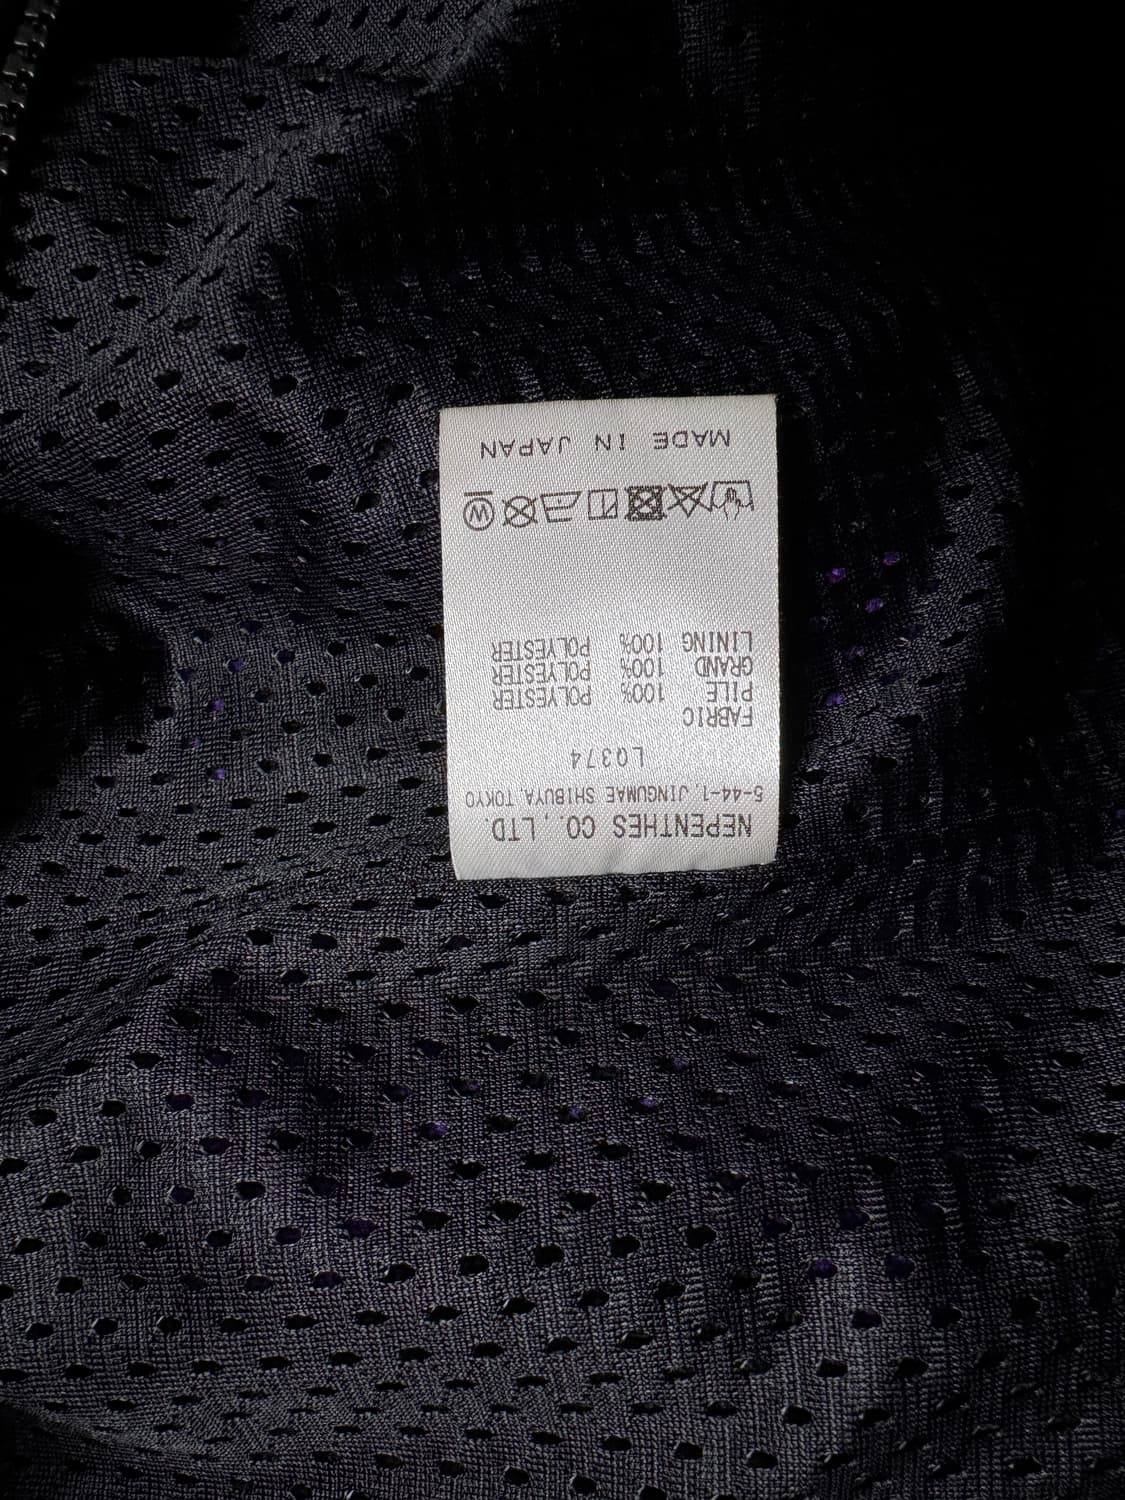 NEPENTHES CO., LTD.
5-44-1, JINGUMAE SHIBUYA, TOKYO
LQ374
FABRIC
PILE 100% POLYESTER
GRAND 100% POLYESTER
LINING 100% POLYESTER
W
MADE IN JAPAN